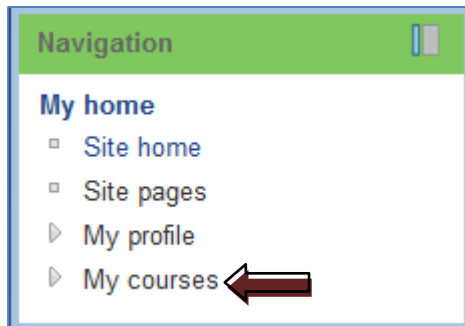 Navigation
My home
Site home
Site pages
My profile
My courses